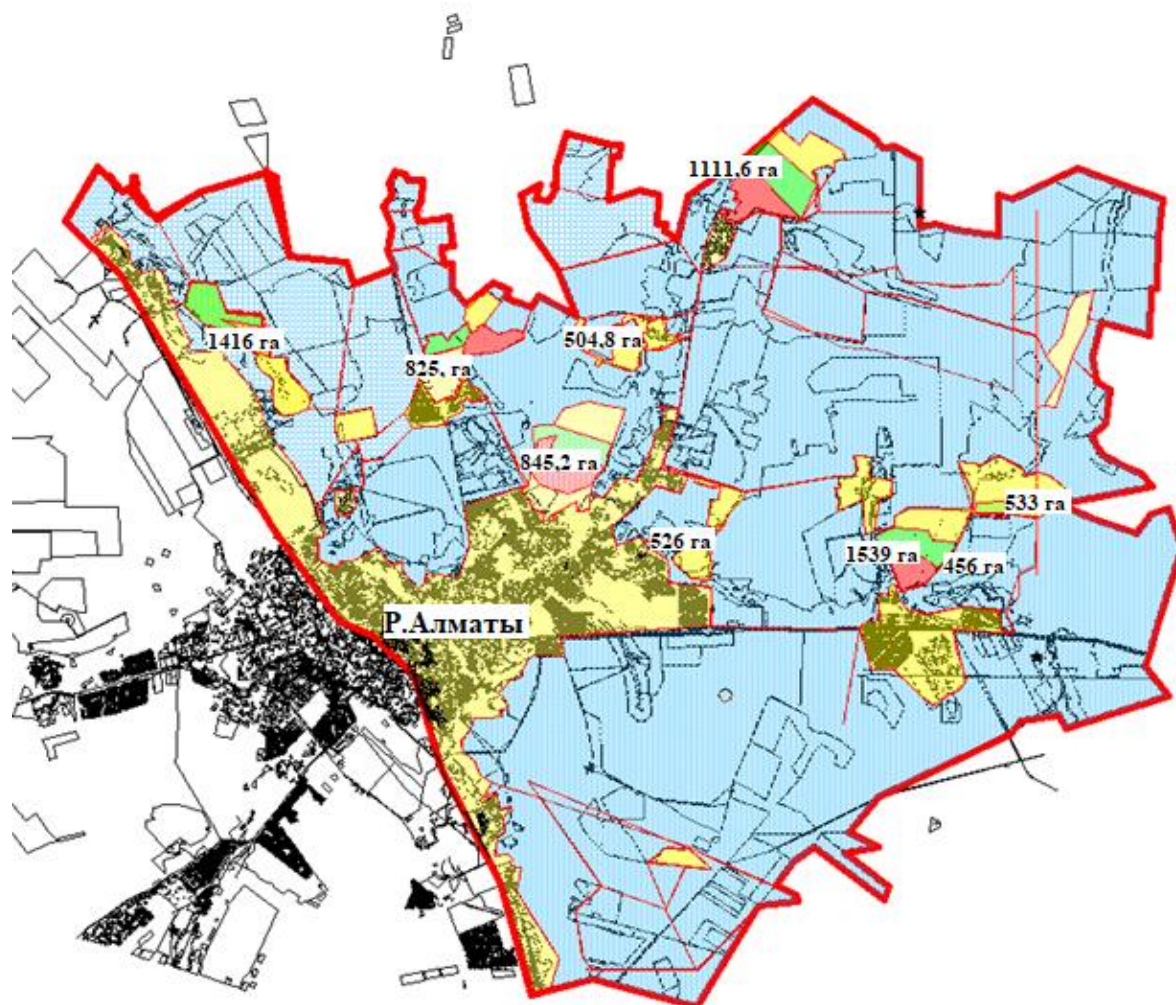 1111,6 га
1416 га
504,8 га
825, га
845,2 га
533 га
526 га
1539 га
456 га
Р.Алматы